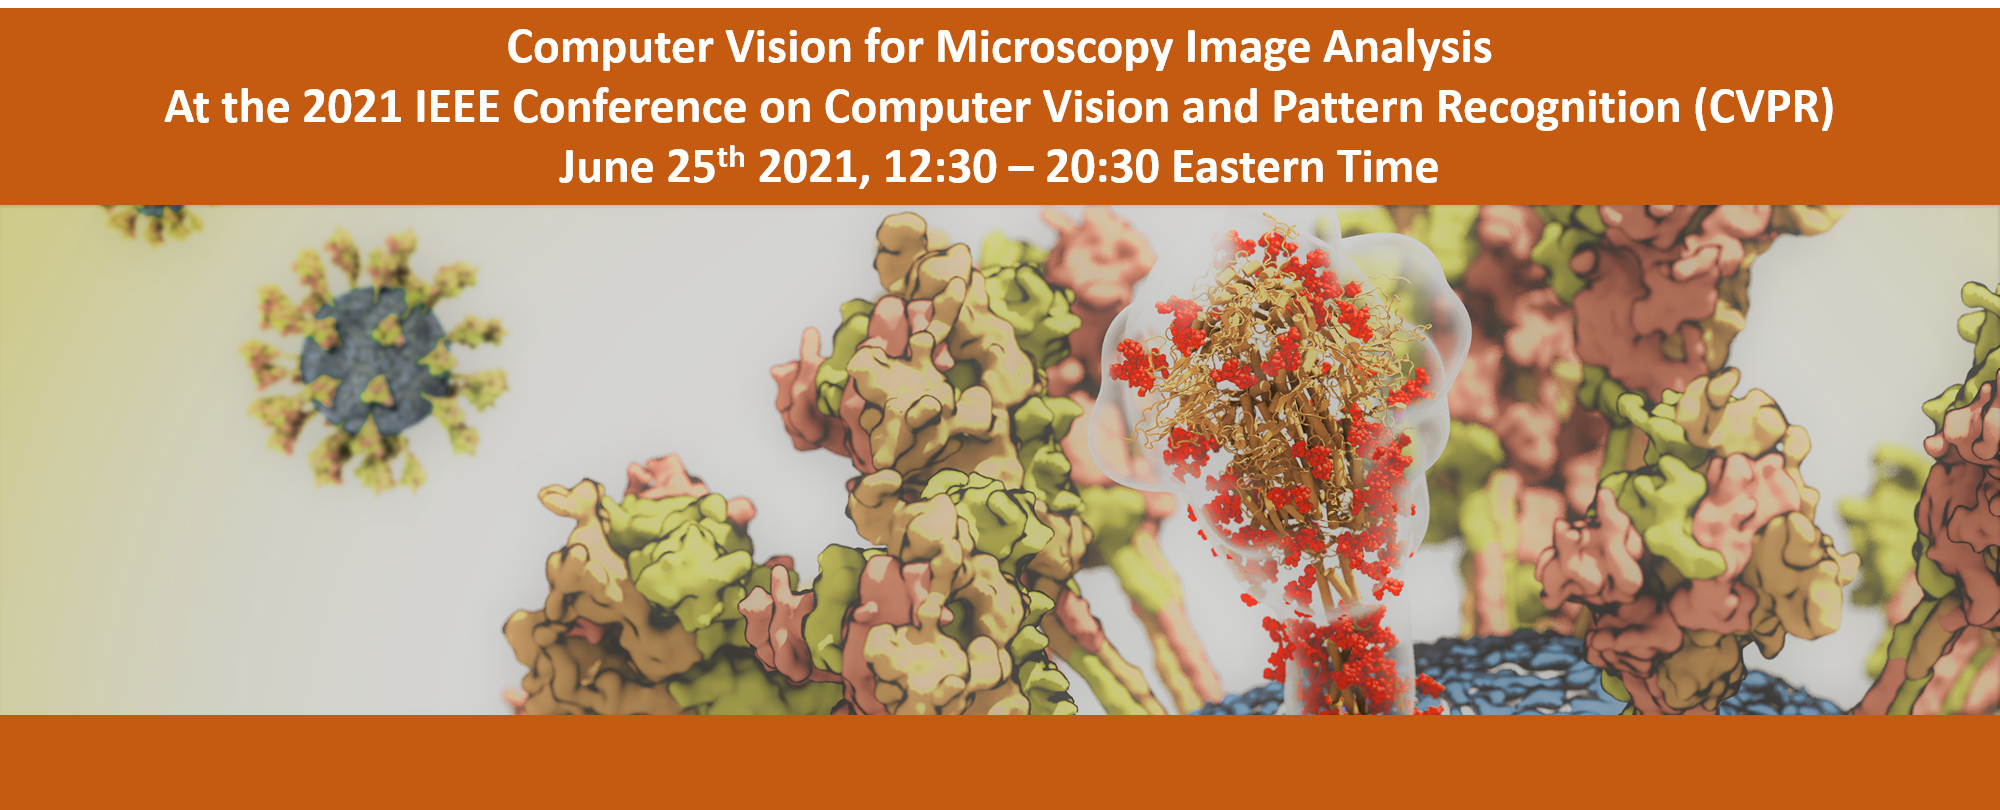 Computer Vision for Microscopy Image Analysis
At the 2021 IEEE Conference on Computer Vision and Pattern Recognition (CVPR)
June 25th 2021, 12:30 – 20:30 Eastern Time